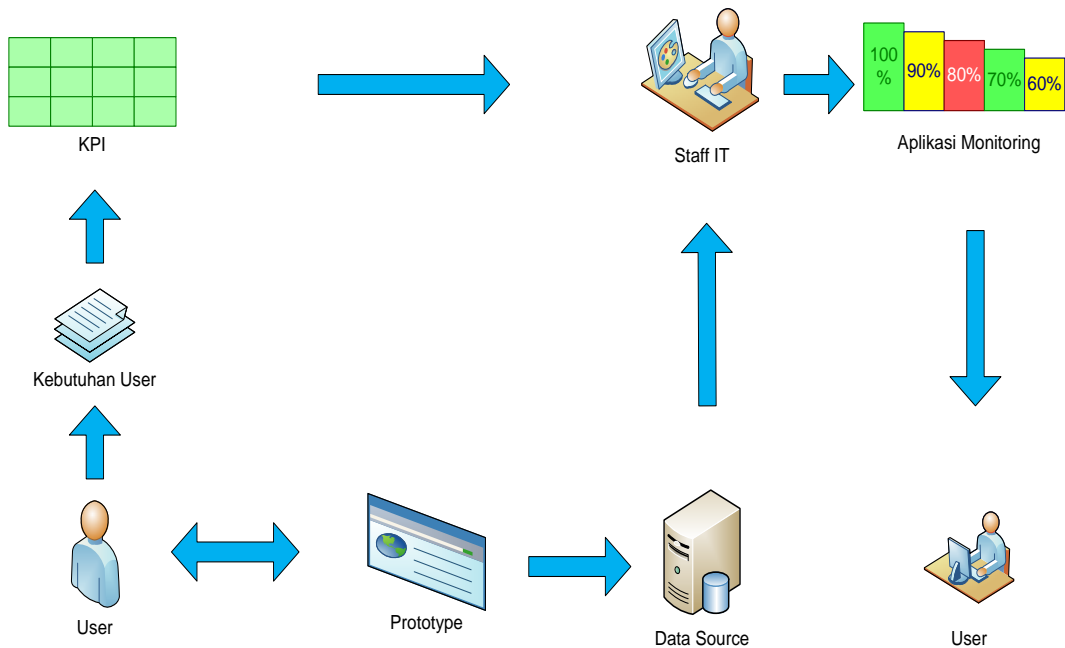 100
%
90%
80%
70%
60%
KPI
Staff IT
Aplikasi Monitoring
Kebutuhan User
User
Prototype
Data Source
User